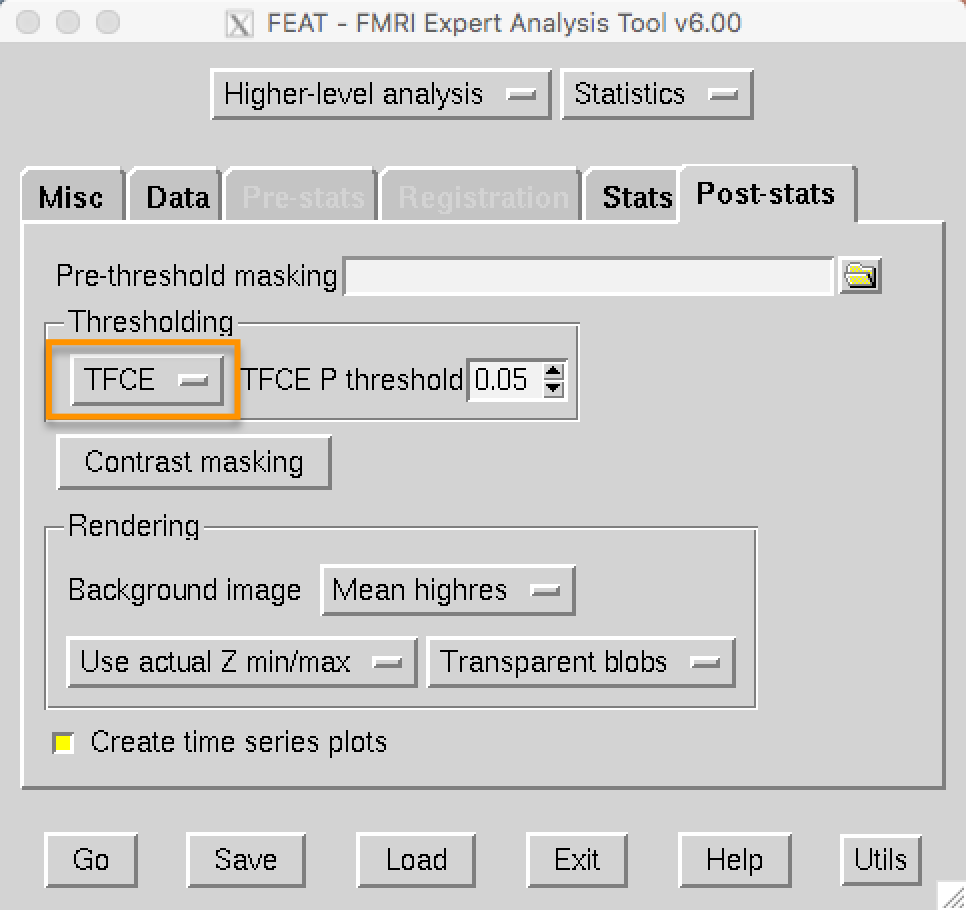 X FEAT - FMRI Expert Analysis Tool v6.00
Higher-level analysis Statistics
Misc Data Pre-stats Registration Stats Post-stats
Pre-threshold masking
Thresholding
TFCE TFCE P threshold 0.05
Contrast masking
Rendering
Background image Mean highres
Use actual Z min/max Transparent blobs
Create time series plots
Go Save Load Exit Help Utils